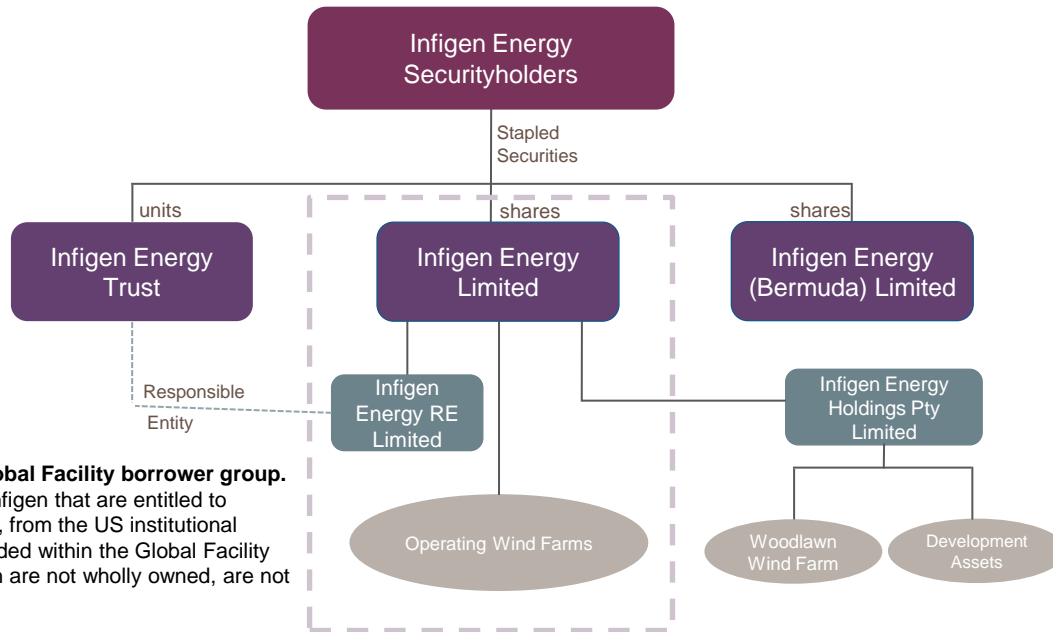 Infigen Energy
Securityholders
Stapled
Securities
units
shares
shares
Infigen Energy
Trust
Infigen Energy
Limited
Infigen Energy
(Bermuda) Limited
Responsible
Entity
Infigen
Energy RE
Limited
Infigen Energy
Holdings Pty
Limited
obal Facility borrower group.
nfigen that are entitled to
, from the US institutional
ded within the Global Facility
are not wholly owned, are not
Operating Wind Farms
Woodlawn
Wind Farm
Development
Assets